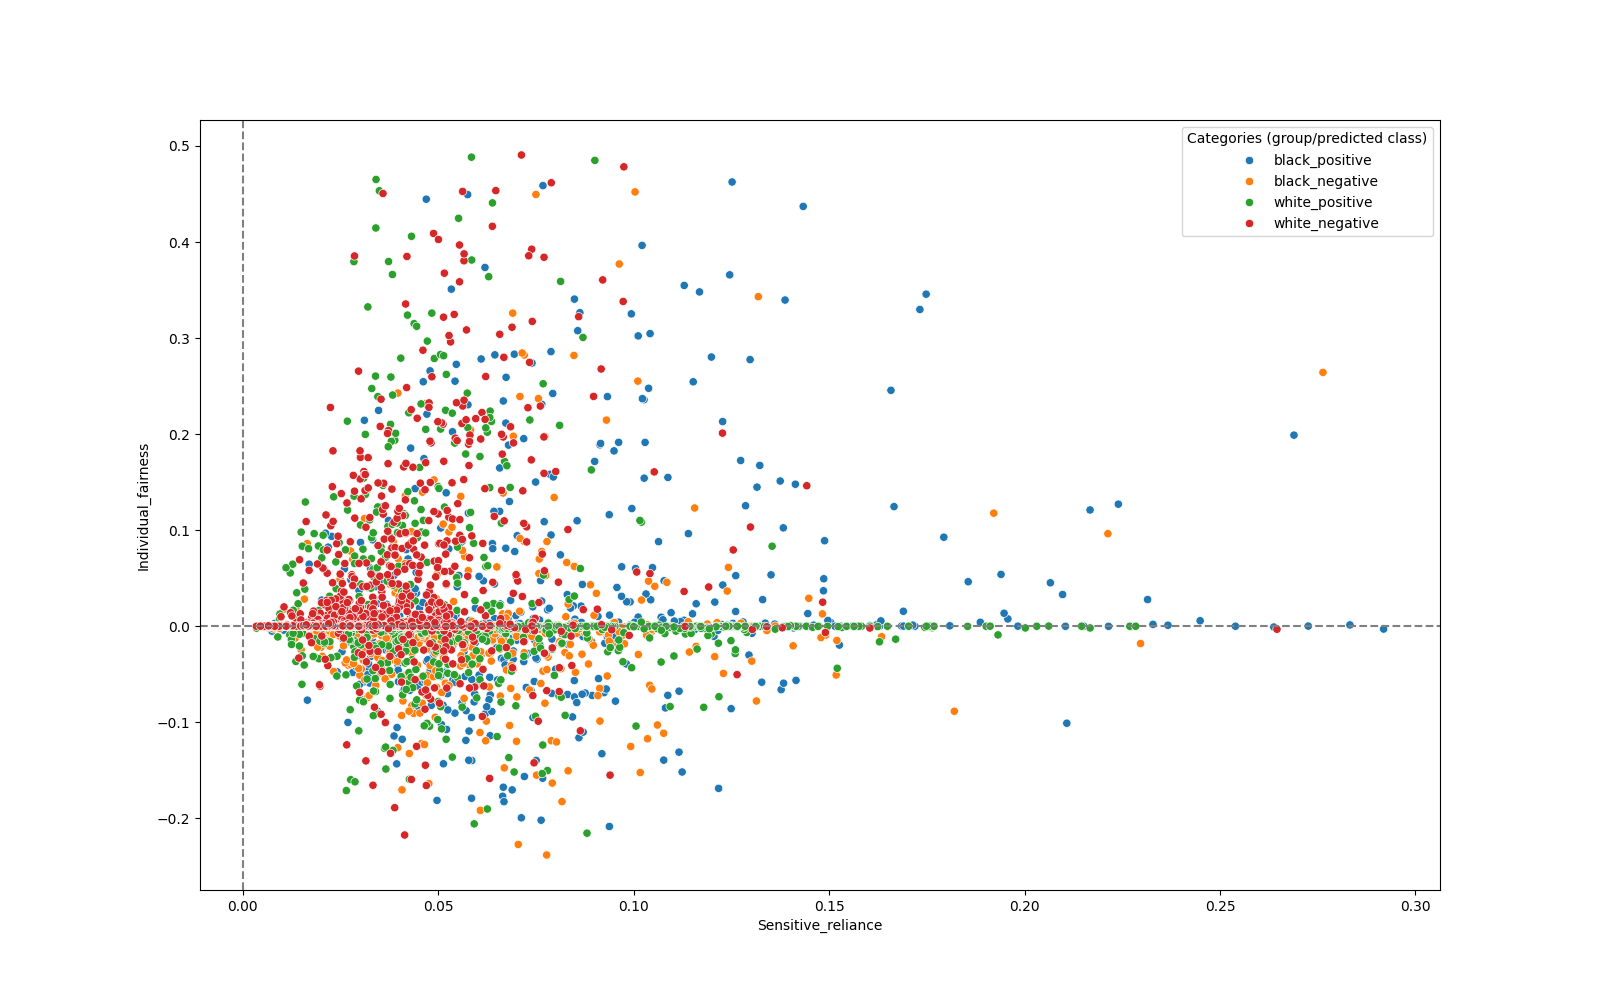 Categories (group/predicted class)
black_positive
black_negative
white_positive
white_negative
0.5
0.4
0.3
0.2
0.1
0.0
−0.1
−0.2
Individual_fairness
0.00
0.05
0.10
0.15
0.20
0.25
0.30
Sensitive_reliance